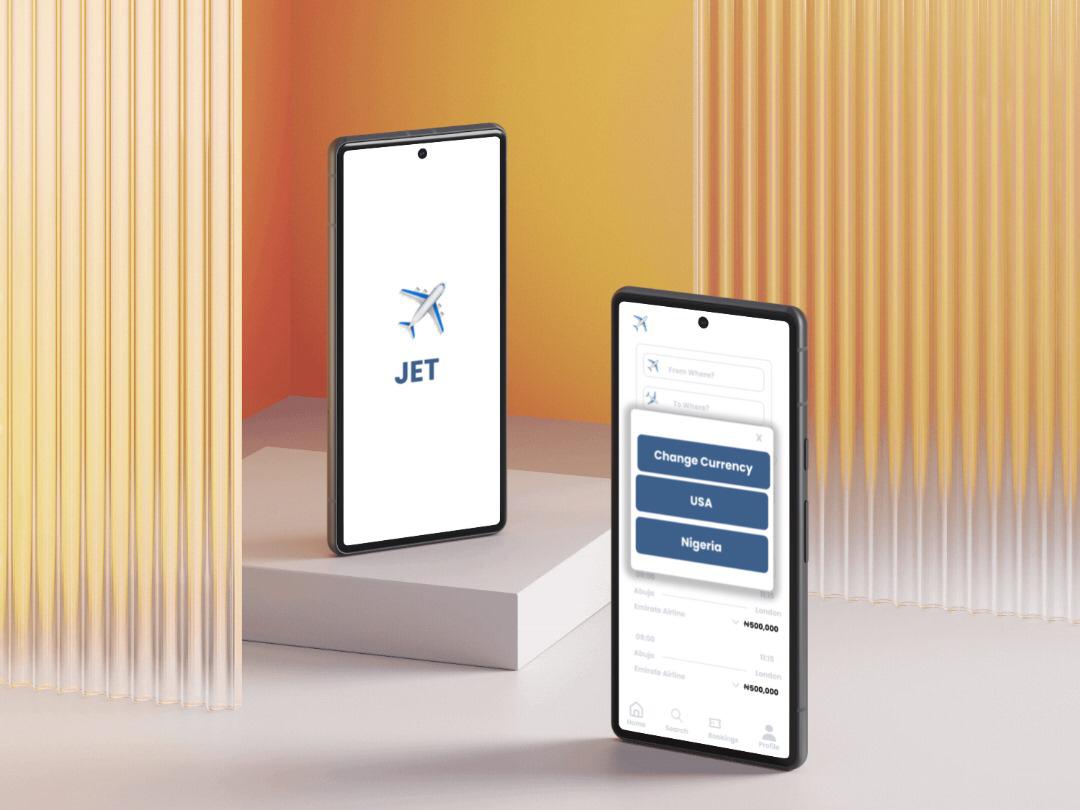 JET
From Where?
To Where?
X
Change Currency
USA
Nigeria
09:00
11:15
Abuja
London
Emirate Airline
₦500,000
09:00
11:15
Abuja
London
Emirate Airline
₦500,000
Home
Search
Bookings
Profile